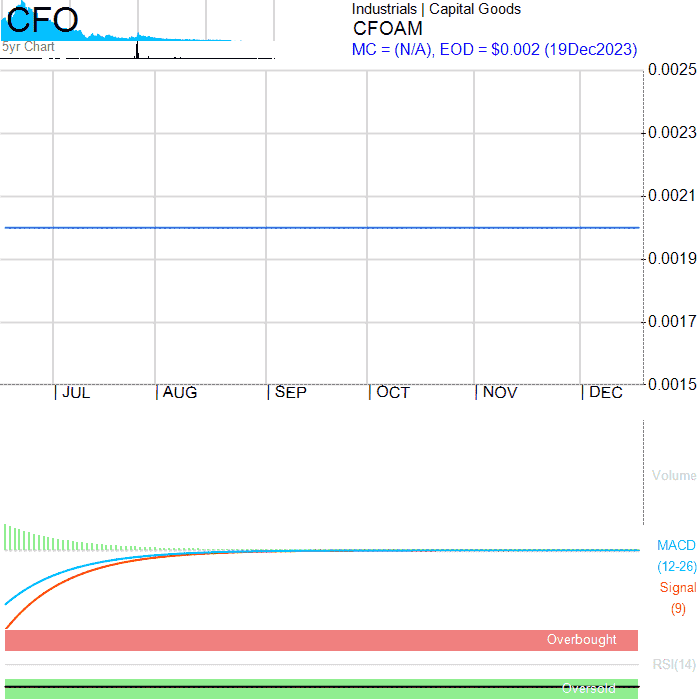 CFO
5yr Chart
Industrials | Capital Goods
CFOAM
MC = (N/A), EOD = $0.002 (19Dec2023)
0.0025
0.0023
0.0021
0.0019
0.0017
0.0015
| JUL | AUG | SEP | OCT | NOV | DEC
Volume
MACD
(12-26)
Signal
(9)
Overbought
RSI(14)
Oversold